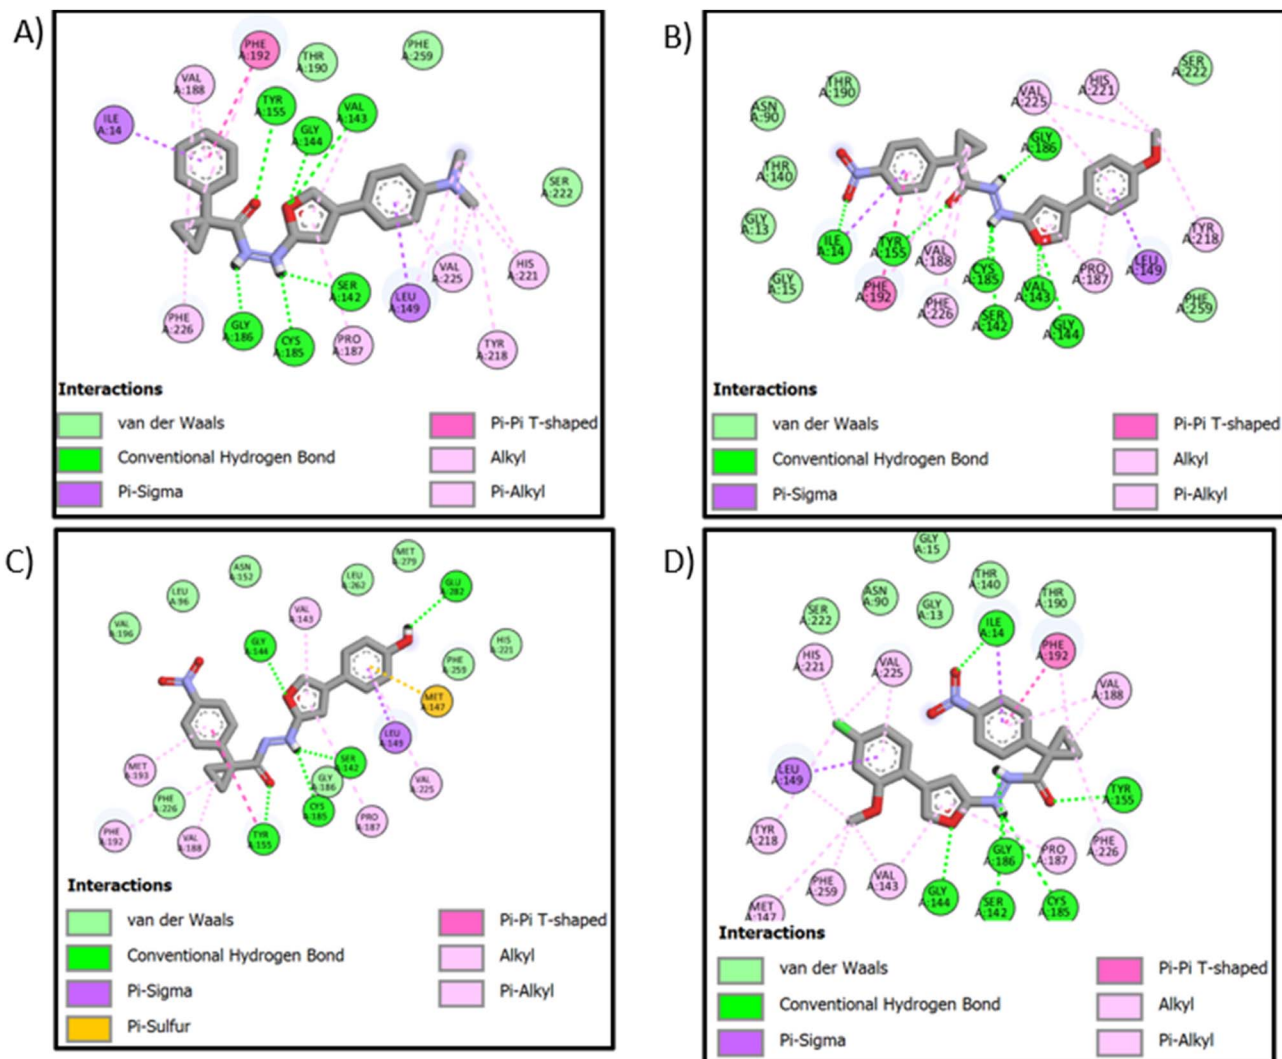 A)
PHE
A:192
THR
A:190
PHE
A:259
VAL
A:188
TYR
A:155
VAL
A:143
ILE
A:14
GLY
A:144
SER
A:222
SER
A:142
VAL
A:225
HIS
A:221
LEU
A:149
PHE
A:226
GLY
A:186
CYS
A:185
PRO
A:187
TYR
A:218
Interactions
van der Waals
Conventional Hydrogen Bond
Pi-Sigma
Pi-Pi T-shaped
Alkyl
Pi-Alkyl
B)
SER
A:222
HIS
A:221
VAL
A:225
THR
A:190
ASN
A:90
GLY
A:186
THR
A:140
GLY
A:13
ILE
A:14
TYR
A:155
VAL
A:188
TYR
A:218
LEU
A:149
GLY
A:15
PHE
A:192
CYS
A:185
VAL
A:143
PRO
A:187
PHE
A:226
SER
A:142
GLY
A:144
PHE
A:259
Interactions
van der Waals
Conventional Hydrogen Bond
Pi-Sigma
Pi-Pi T-shaped
Alkyl
Pi-Alkyl
C)
MET
A:279
ASN
A:152
LEU
A:262
GLU
A:282
LEU
A:96
VAL
A:143
VAL
A:196
GLY
A:144
HIS
A:221
PHE
A:259
MET
A:147
LEU
A:149
SER
A:142
MET
A:193
GLY
A:186
VAL
A:225
PHE
A:226
CYS
A:185
PRO
A:187
PHE
A:192
VAL
A:188
TYR
A:155
Interactions
van der Waals
Conventional Hydrogen Bond
Pi-Sigma
Pi-Sulfur
Pi-Pi T-shaped
Alkyl
Pi-Alkyl
D)
GLY
A:15
THR
A:140
ASN
A:90
GLY
A:13
THR
A:190
SER
A:222
ILE
A:14
HIS
A:221
VAL
A:225
PHE
A:192
VAL
A:188
LEU
A:149
TYR
A:155
TYR
A:218
GLY
A:186
PRO
A:187
PHE
A:226
PHE
A:259
VAL
A:143
GLY
A:144
SER
A:142
CYS
A:185
MET
A:147
Interactions
van der Waals
Conventional Hydrogen Bond
Pi-Sigma
Pi-Pi T-shaped
Alkyl
Pi-Alkyl